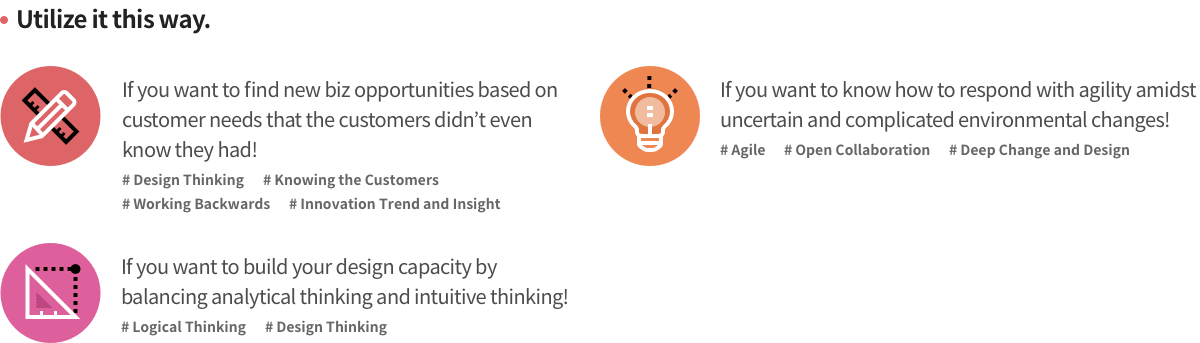 Utilize it this way.
If you want to find new biz opportunities based on
customer needs that the customers didn't even
know they had!
# Design Thinking # Knowing the Customers
# Working Backwards # Innovation Trend and Insight
If you want to know how to respond with agility amidst
uncertain and complicated environmental changes!
# Agile # Open Collaboration # Deep Change and Design
If you want to build your design capacity by
balancing analytical thinking and intuitive thinking!
# Logical Thinking # Design Thinking